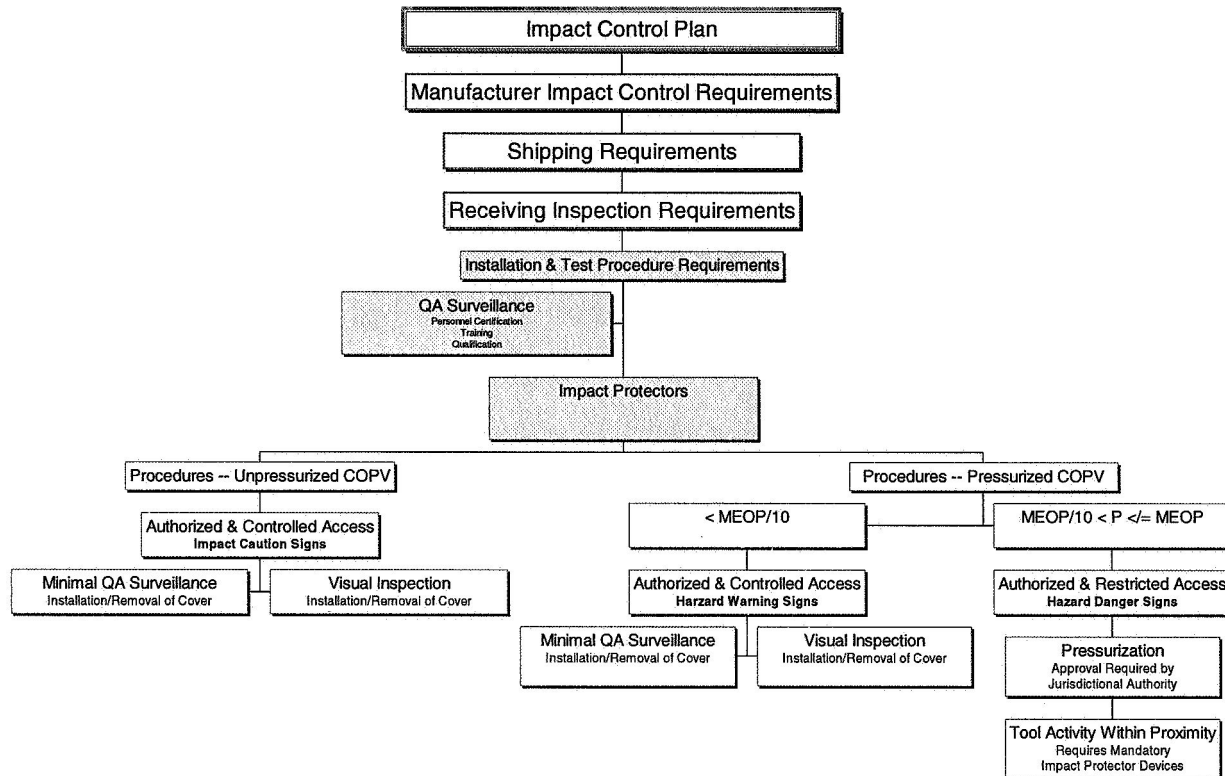 Impact Control Plan
Manufacturer Impact Control Requirements
Shipping Requirements
Receiving Inspection Requirements
Installation & Test Procedure Requirements
QA Surveillance
Personnel Certification
Training
Qualification
Impact Protectors
Procedures -- Unpressurized COPV
Procedures -- Pressurized COPV
Authorized & Controlled Access
Impact Caution Signs
< MEOP/10
MEOP/10 < P </= MEOP
Minimal QA Surveillance
Installation/Removal of Cover
Visual Inspection
Installation/Removal of Cover
Authorized & Controlled Access
Harzard Warning Signs
Authorized & Restricted Access
Hazard Danger Signs
Minimal QA Surveillance
Installation/Removal of Cover
Visual Inspection
Installation/Removal of Cover
Pressurization
Approval Required by
Jurisdictional Authority
Tool Activity Within Proximity
Requires Mandatory
Impact Protector Devices